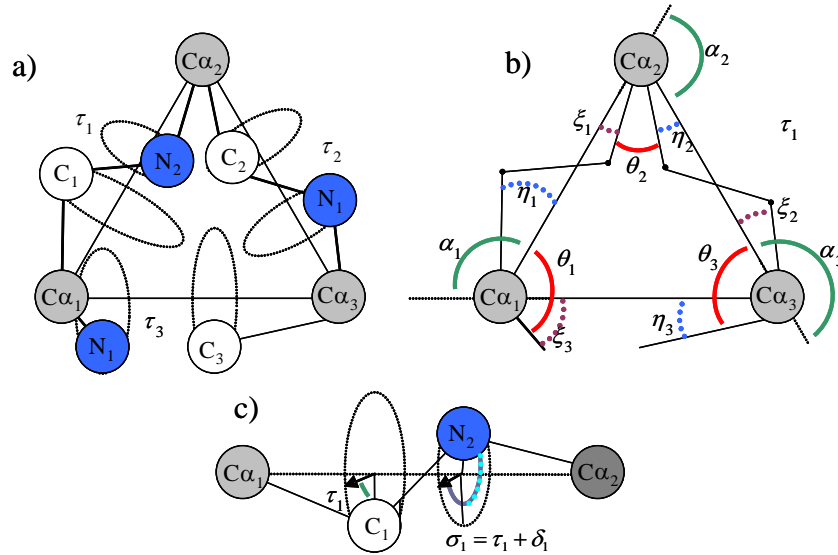 a)
Cα₂
τ₁
N₂
C₂
τ₂
C₁
N₁
Cα₁
Cα₃
τ₃
N₁
C₃
b)
Cα₂
α₂
τ₁
ξ₁
η₂
θ₂
η₁
ξ₂
α₁
θ₁
θ₃
α₃
Cα₁
Cα₃
η₃
ξ₃
c)
N₂
Cα₁
Cα₂
τ₁
C₁
σ₁ = τ₁ + δ₁